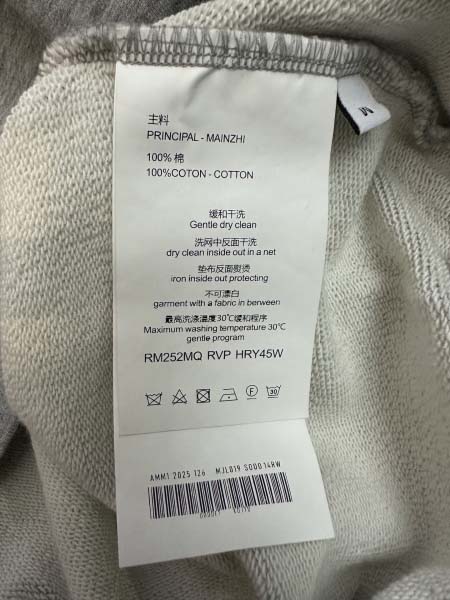 主料
PRINCIPAL - MAINZHI
100% 棉
100%COTON - COTTON
M
缓和干洗
Gentle dry clean
洗网中反面干洗
dry clean inside out in a net
垫布反面熨烫
iron inside out protecting
不可漂白
garment with a fabric in berween
最高洗涤温度30℃缓和程序
Maximum washing temperature 30℃
gentle program
RM252MQ RVP HRY45W
F
30
AMM1 2025 126 MJL019 S0U014RW